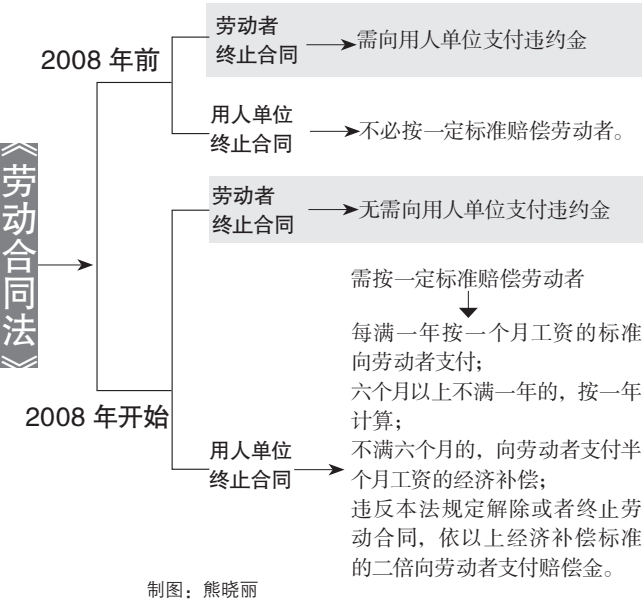 《劳动合同法》
2008 年前
劳动者
终止合同
需向用人单位支付违约金
用人单位
终止合同
不必按一定标准赔偿劳动者。
2008 年开始
劳动者
终止合同
无需向用人单位支付违约金
用人单位
终止合同
需按一定标准赔偿劳动者
每满一年按一个月工资的标准
向劳动者支付;
六个月以上不满一年的，按一年
计算;
不满六个月的，向劳动者支付半
个月工资的经济补偿;
违反本法规定解除或者终止劳
动合同，依以上经济补偿标准
的二倍向劳动者支付赔偿金。
制图：熊晓丽